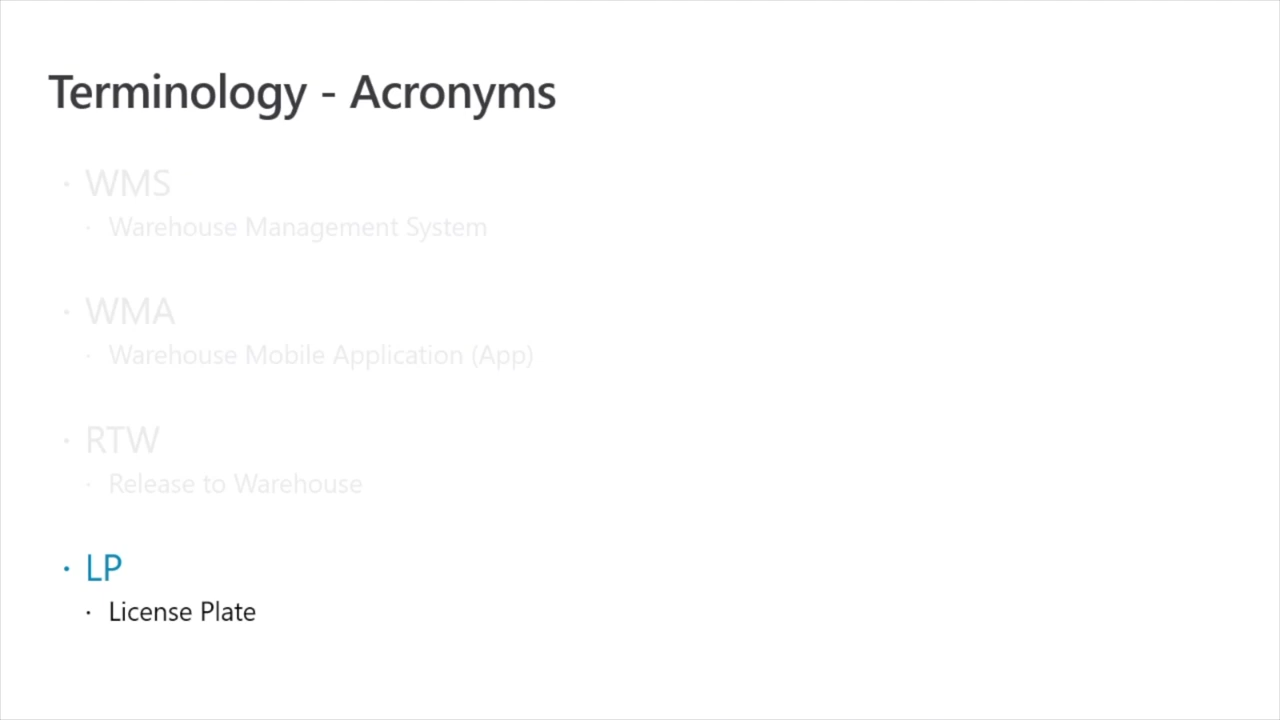 Terminology - Acronyms
· WMS
· Warehouse Management System
· WMA
· Warehouse Mobile Application (App)
· RTW
· Release to Warehouse
· LP
· License Plate